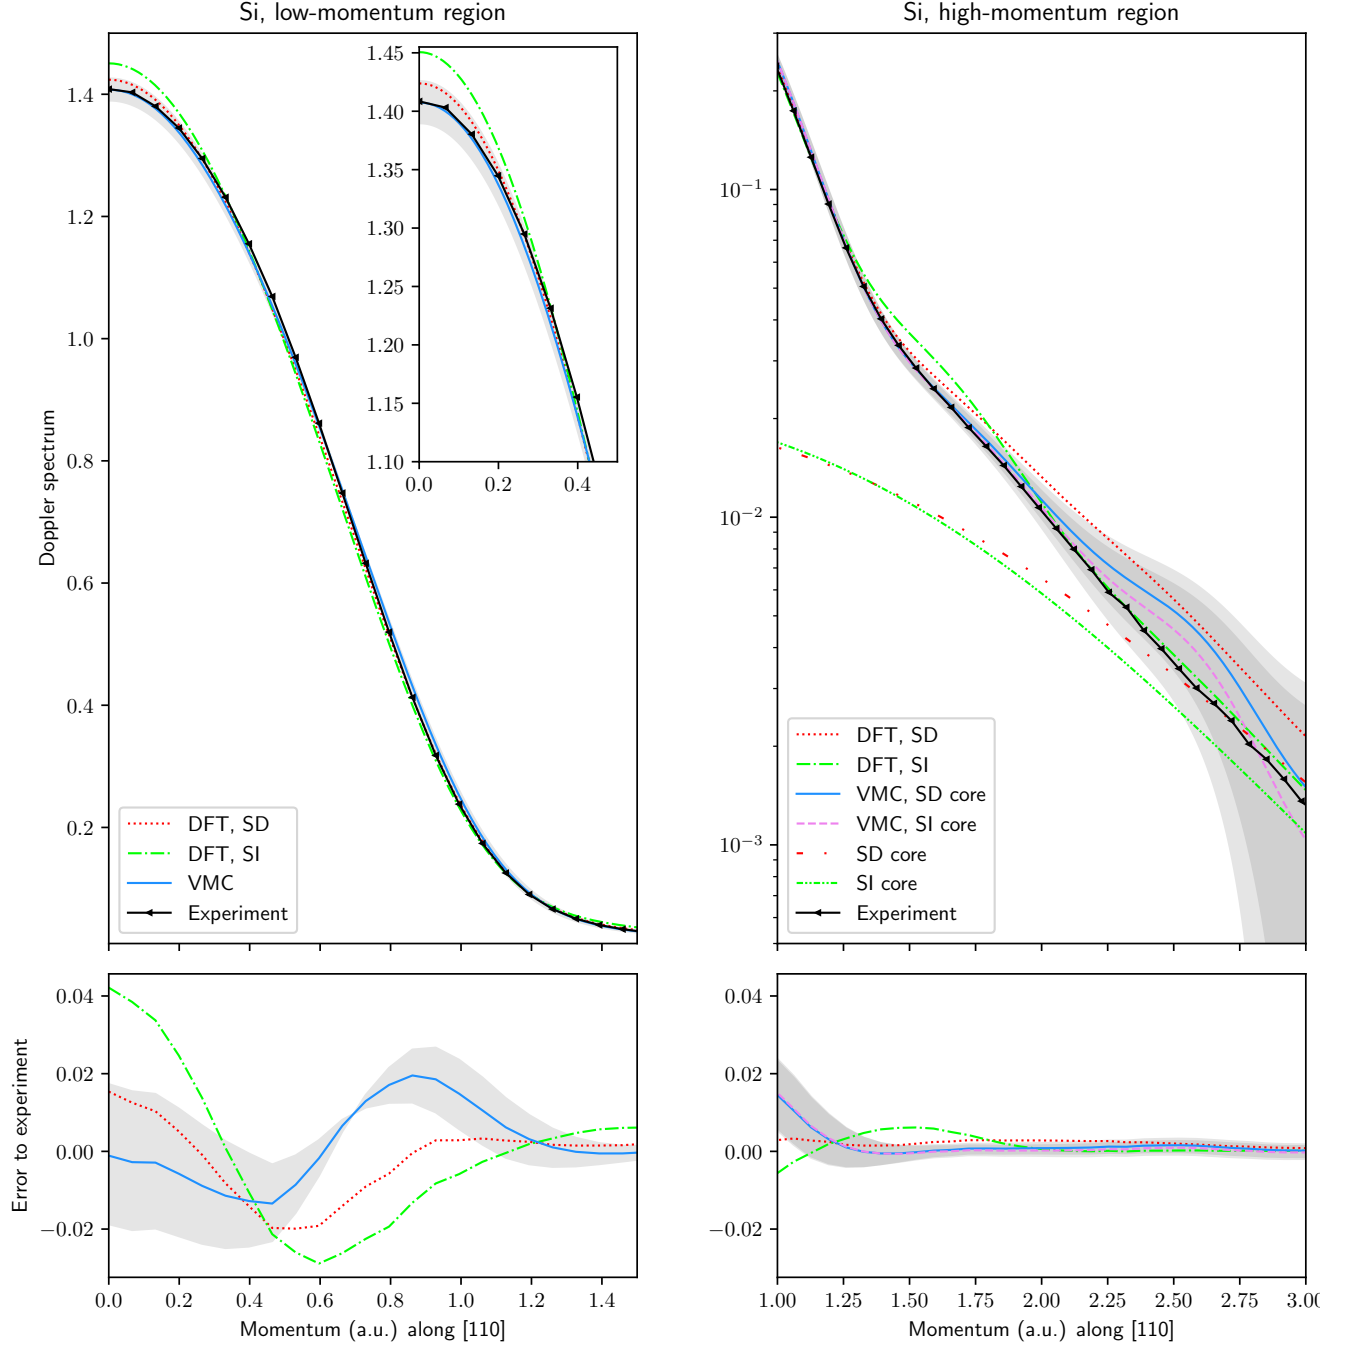 Si, low-momentum region
Doppler spectrum
1.4
1.2
1.0
0.8
0.6
0.4
0.2
1.45
1.40
1.35
1.30
1.25
1.20
1.15
1.10
0.0 0.2 0.4
DFT, SD
DFT, SI
VMC
Experiment
Error to experiment
0.04
0.02
0.00
−0.02
0.0 0.2 0.4 0.6 0.8 1.0 1.2 1.4
Momentum (a.u.) along [110]
Si, high-momentum region
10⁻¹
10⁻²
10⁻³
DFT, SD
DFT, SI
VMC, SD core
VMC, SI core
SD core
SI core
Experiment
0.04
0.02
0.00
−0.02
1.00 1.25 1.50 1.75 2.00 2.25 2.50 2.75 3.00
Momentum (a.u.) along [110]